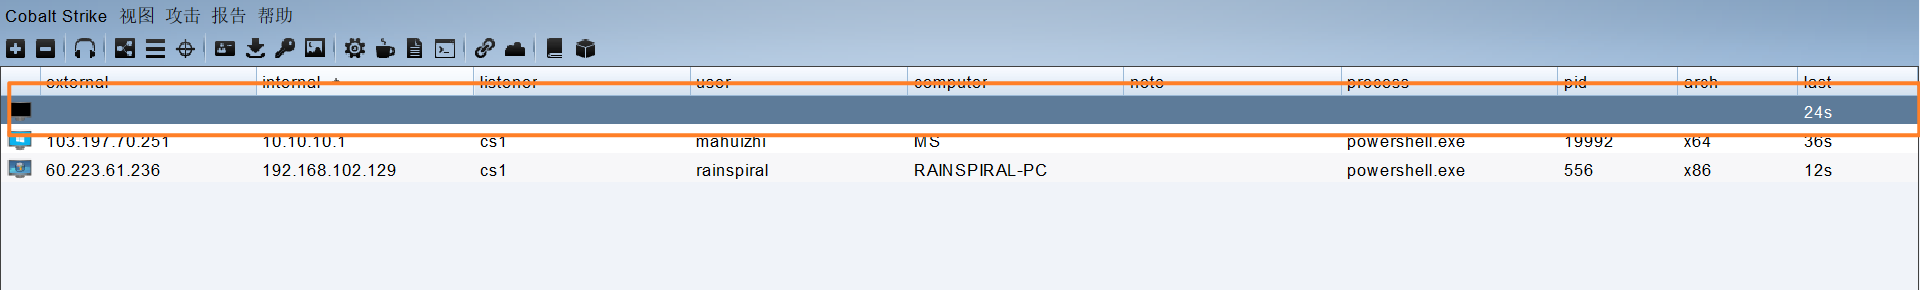 Cobalt Strike 视图 攻击 报告 帮助
external internal listener user computer note process pid arch last
24s
103.197.70.251 10.10.10.1 cs1 mahuizhi MS powershell.exe 19992 x64 36s
60.223.61.236 192.168.102.129 cs1 rainspiral RAINSPIRAL-PC powershell.exe 556 x86 12s